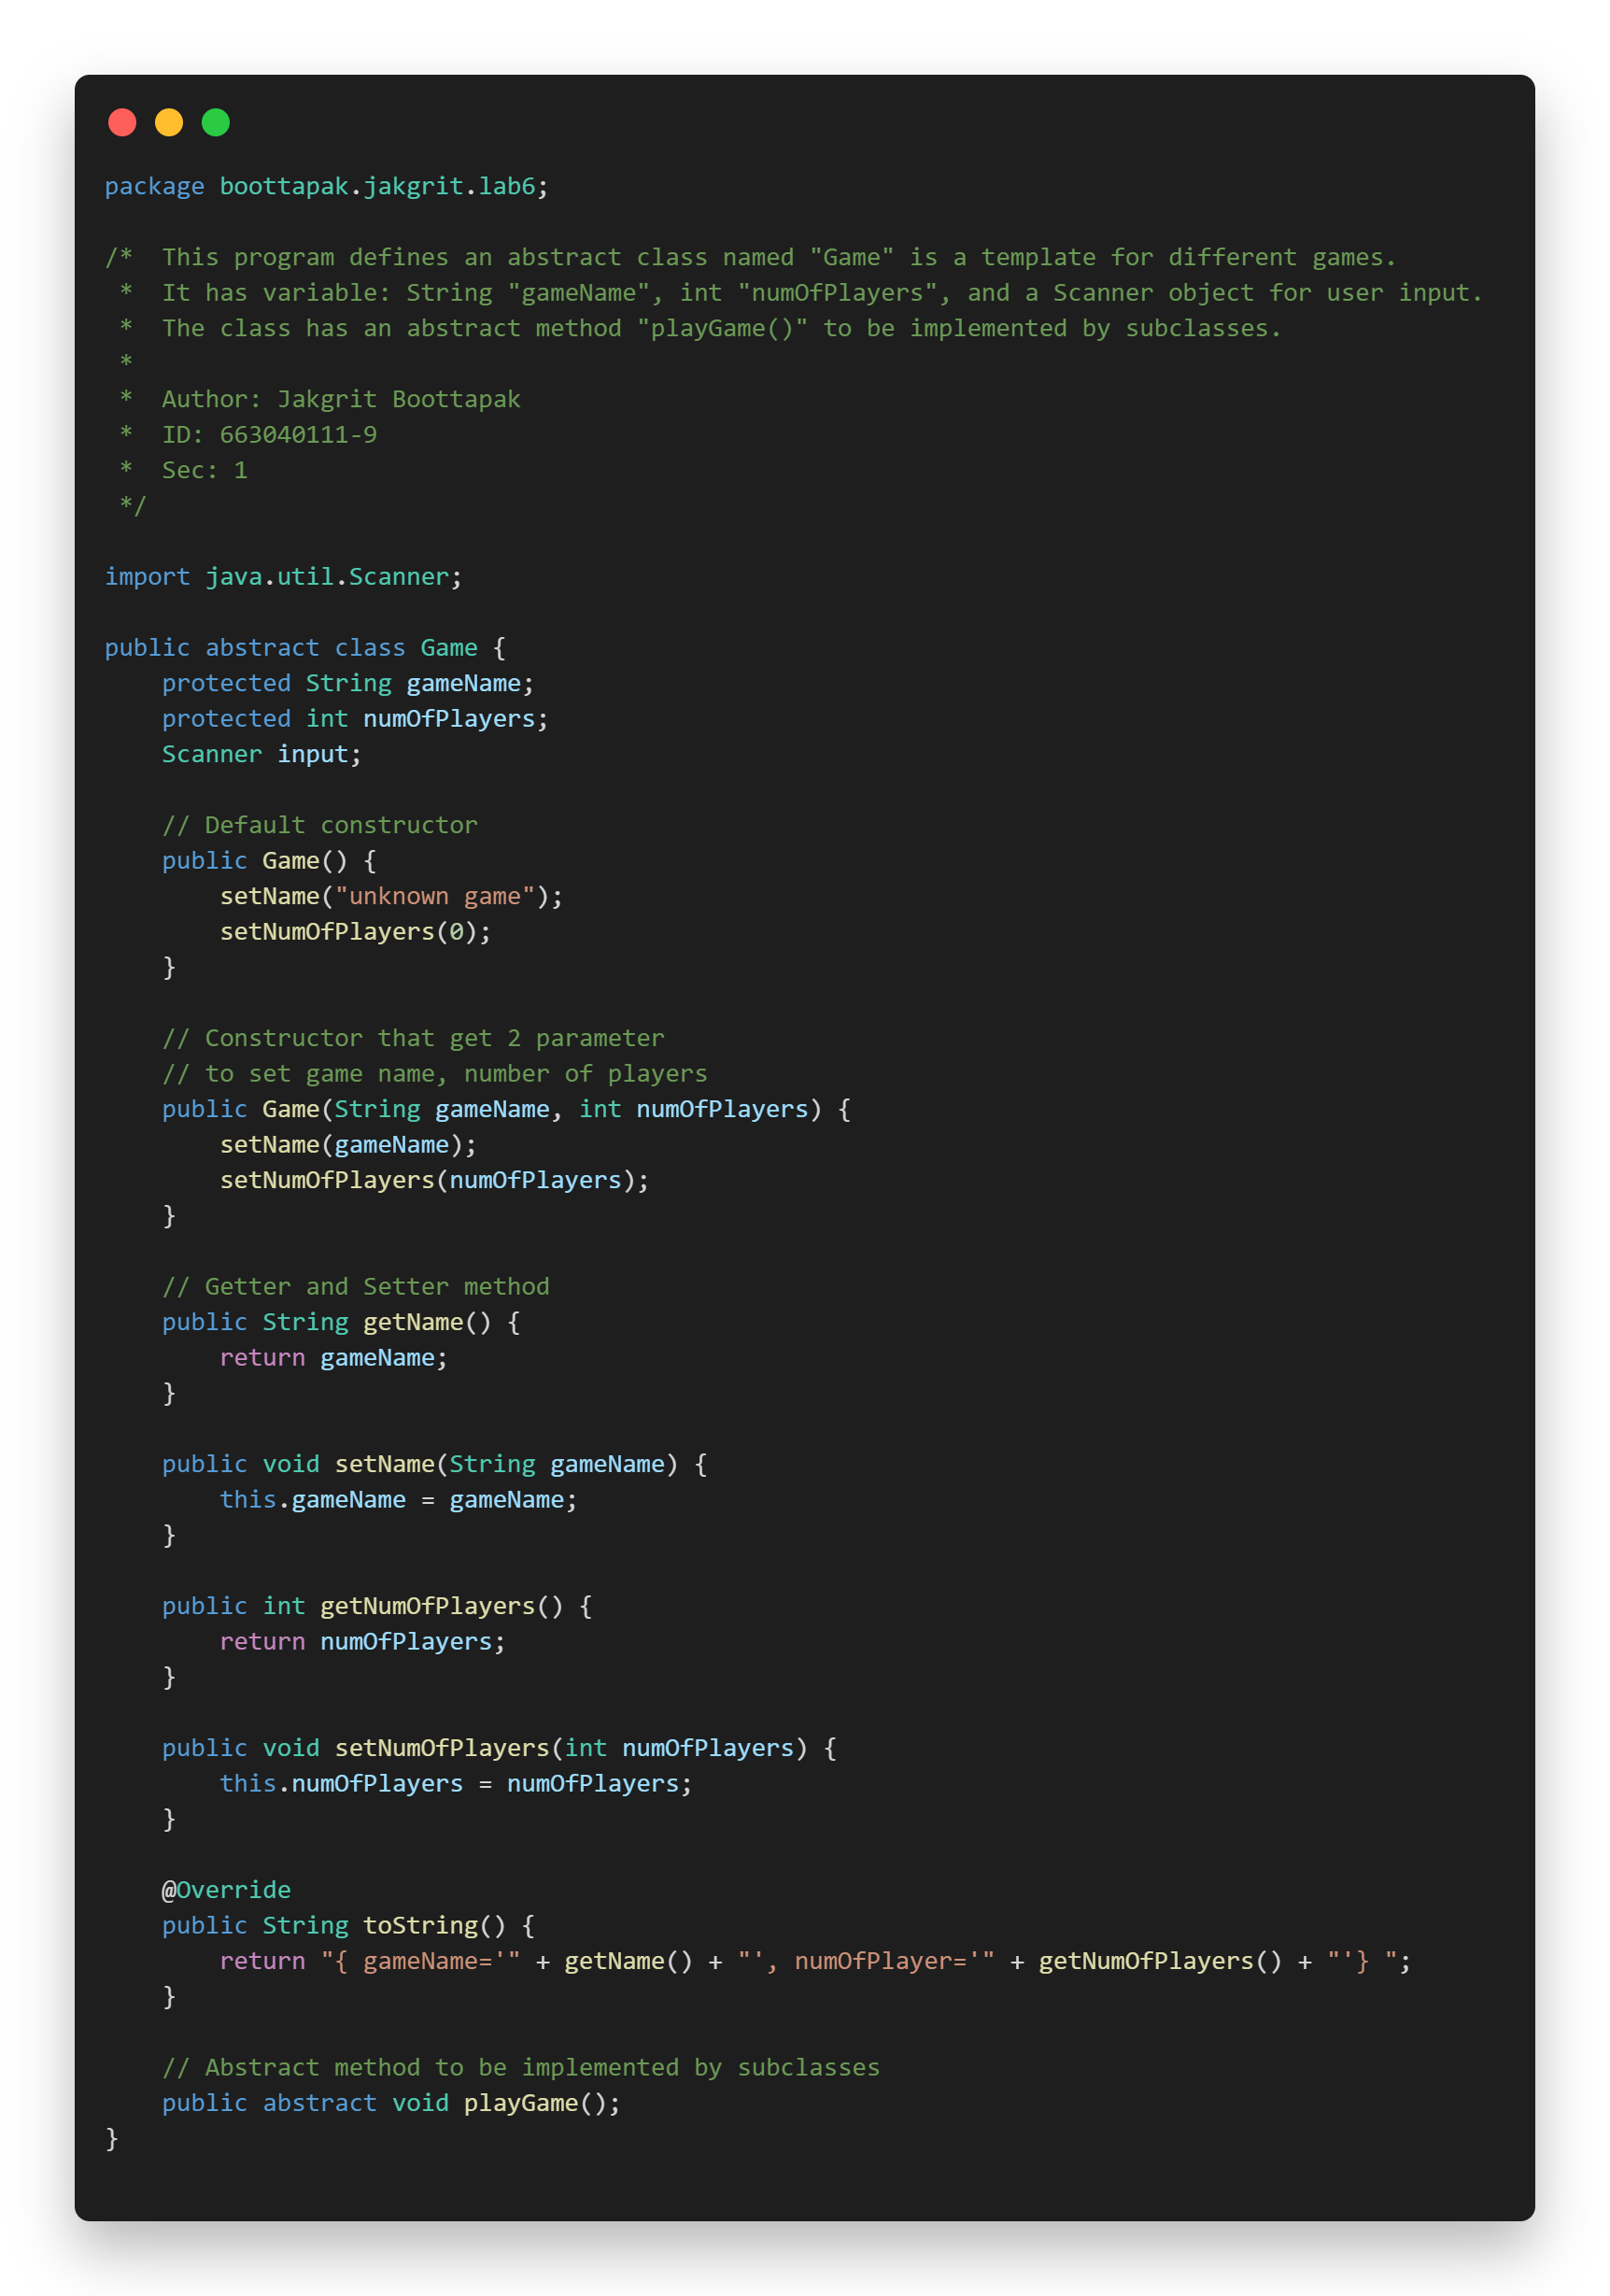 package boottapak.jakgrit.lab6;

/*  This program defines an abstract class named "Game" is a template for different games.
 *  It has variable: String "gameName", int "numOfPlayers", and a Scanner object for user input.
 *  The class has an abstract method "playGame()" to be implemented by subclasses.
 *
 *  Author: Jakgrit Boottapak
 *  ID: 663040111-9
 *  Sec: 1
 */

import java.util.Scanner;

public abstract class Game {
    protected String gameName;
    protected int numOfPlayers;
    Scanner input;

    // Default constructor
    public Game() {
        setName("unknown game");
        setNumOfPlayers(0);
    }

    // Constructor that get 2 parameter
    // to set game name, number of players
    public Game(String gameName, int numOfPlayers) {
        setName(gameName);
        setNumOfPlayers(numOfPlayers);
    }

    // Getter and Setter method
    public String getName() {
        return gameName;
    }

    public void setName(String gameName) {
        this.gameName = gameName;
    }

    public int getNumOfPlayers() {
        return numOfPlayers;
    }

    public void setNumOfPlayers(int numOfPlayers) {
        this.numOfPlayers = numOfPlayers;
    }

    @Override
    public String toString() {
        return "{ gameName='" + getName() + "', numOfPlayer='" + getNumOfPlayers() + "'} ";
    }

    // Abstract method to be implemented by subclasses
    public abstract void playGame();
}